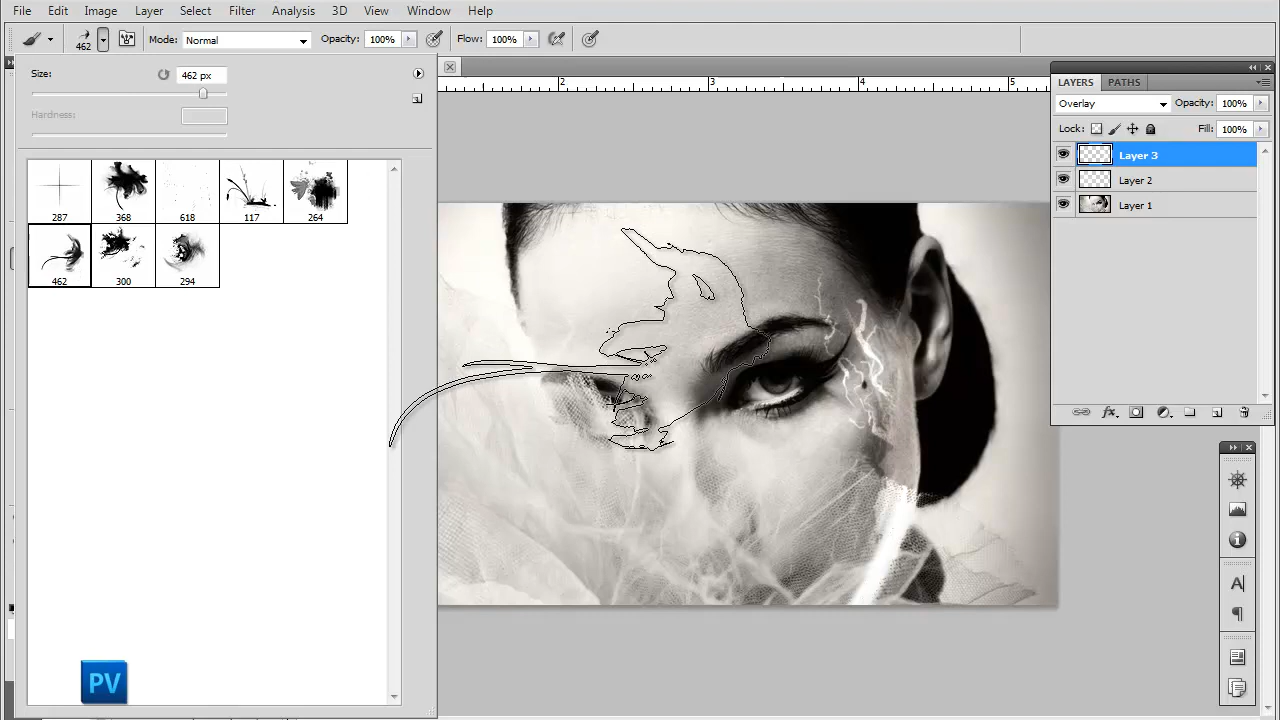 File Edit Image Layer Select Filter Analysis 3D View Window Help
462 Mode: Normal Opacity: 100% Flow: 100%
Size: 462 px
Hardness:
287 368 618 117 264
462 300 294
2 3 4 5
LAYERS PATHS
Overlay Opacity: 100%
Lock: Fill: 100%
Layer 3
Layer 2
Layer 1
fx
A
PV